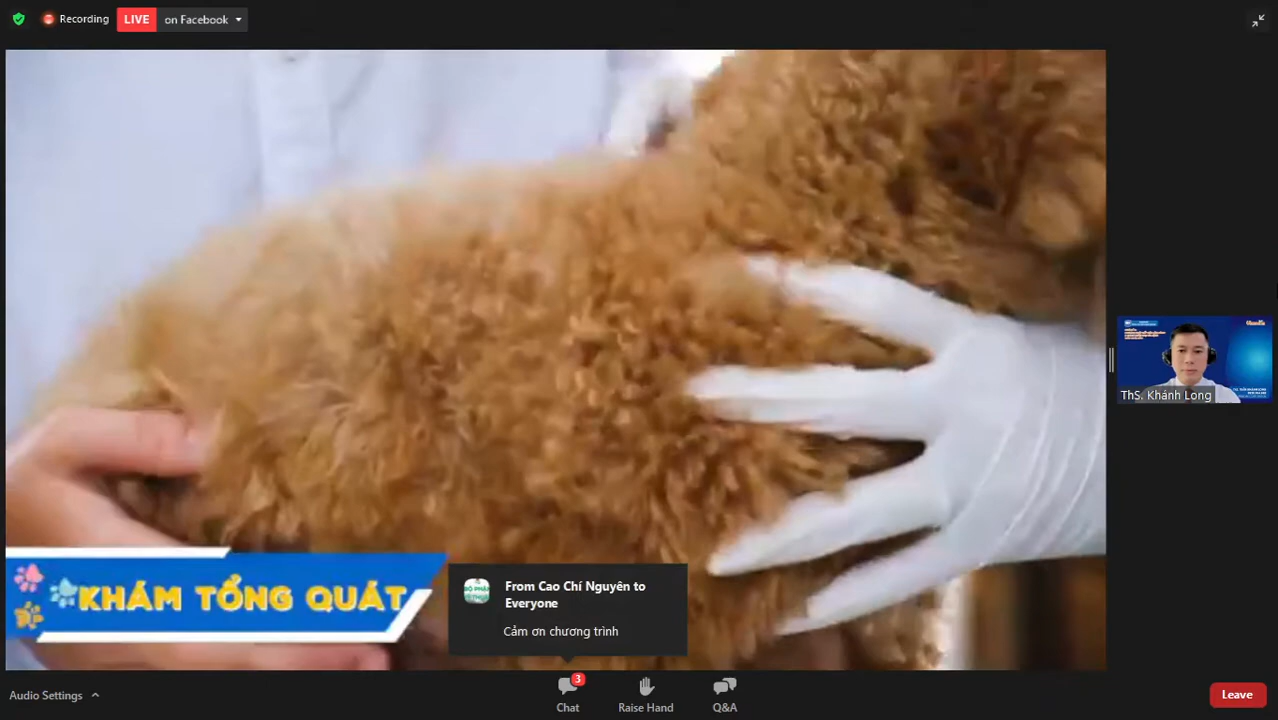 Recording
LIVE
on Facebook
ThS. Khánh Long
KHÁM TỔNG QUÁT
From Cao Chí Nguyên to
Everyone
Cảm ơn chương trình
Audio Settings
3
Chat
Raise Hand
Q&A
Leave